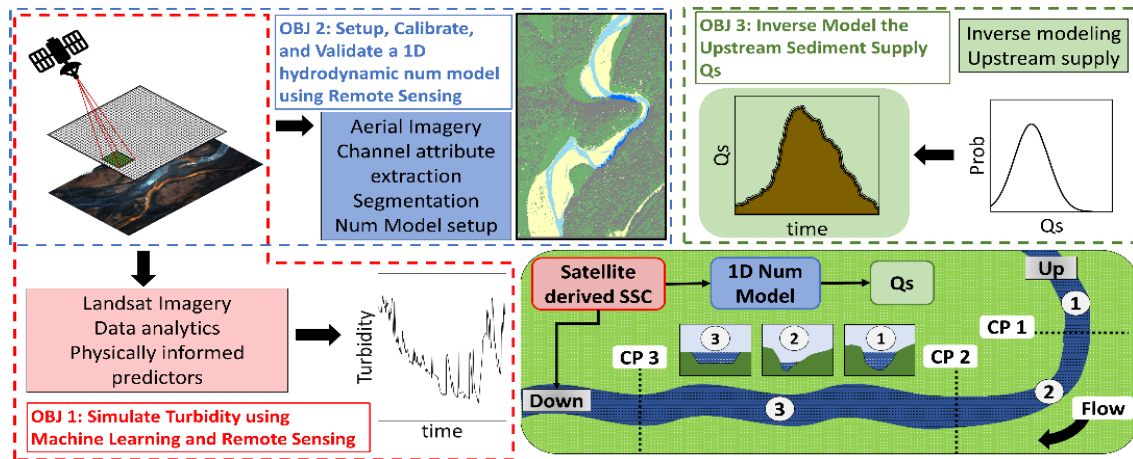 OBJ 2: Setup, Calibrate,
and Validate a 1D
hydrodynamic num model
using Remote Sensing
Aerial Imagery
Channel attribute
extraction
Segmentation
Num Model setup
OBJ 3: Inverse Model the
Upstream Sediment Supply
Qs
Inverse modeling
Upstream supply
Qs
time
Prob
Qs
Landsat Imagery
Data analytics
Physically informed
predictors
Turbidity
time
OBJ 1: Simulate Turbidity using
Machine Learning and Remote Sensing
Satellite
derived SSC
1D Num
Model
Qs
Up
1
CP 1
3
2
1
CP 3
CP 2
2
Down
3
Flow